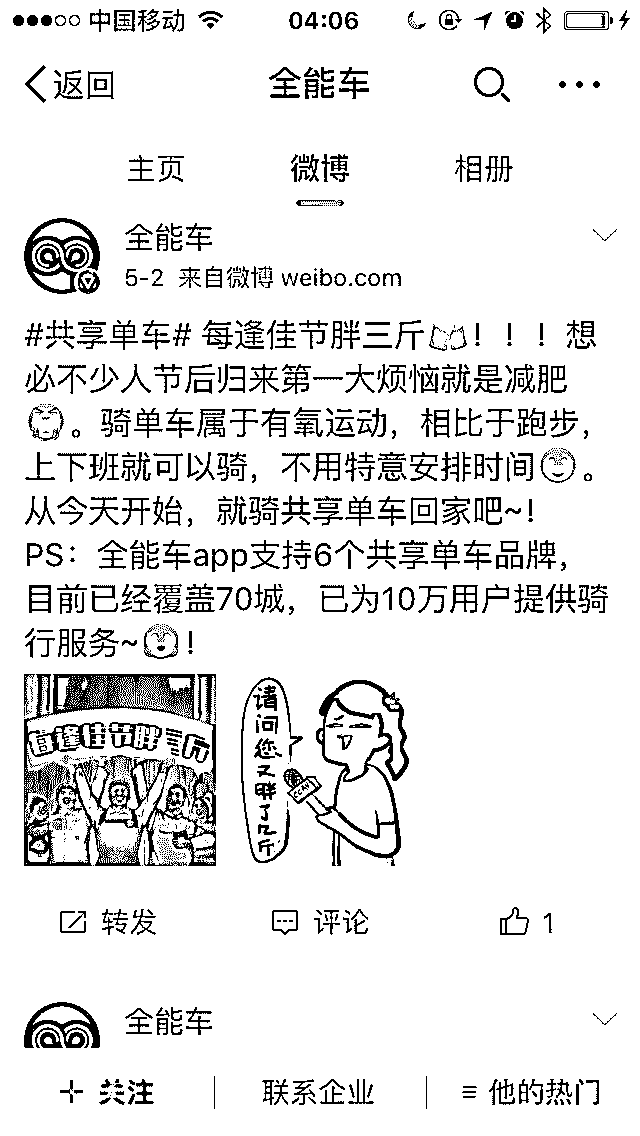 中国移动 04:06
返回 全能车
主页 微博 相册
全能车
5-2 来自微博 weibo.com
#共享单车# 每逢佳节胖三斤！！！想
必不少人节后归来第一大烦恼就是减肥
。骑单车属于有氧运动，相比于跑步，
上下班就可以骑，不用特意安排时间。
从今天开始，就骑共享单车回家吧~!
PS：全能车app支持6个共享单车品牌，
目前已经覆盖70城，已为10万用户提供骑
行服务~!
每逢佳节胖三斤
请问您又胖了几斤
CCAV
转发 评论 1
全能车
关注 联系企业 他的热门